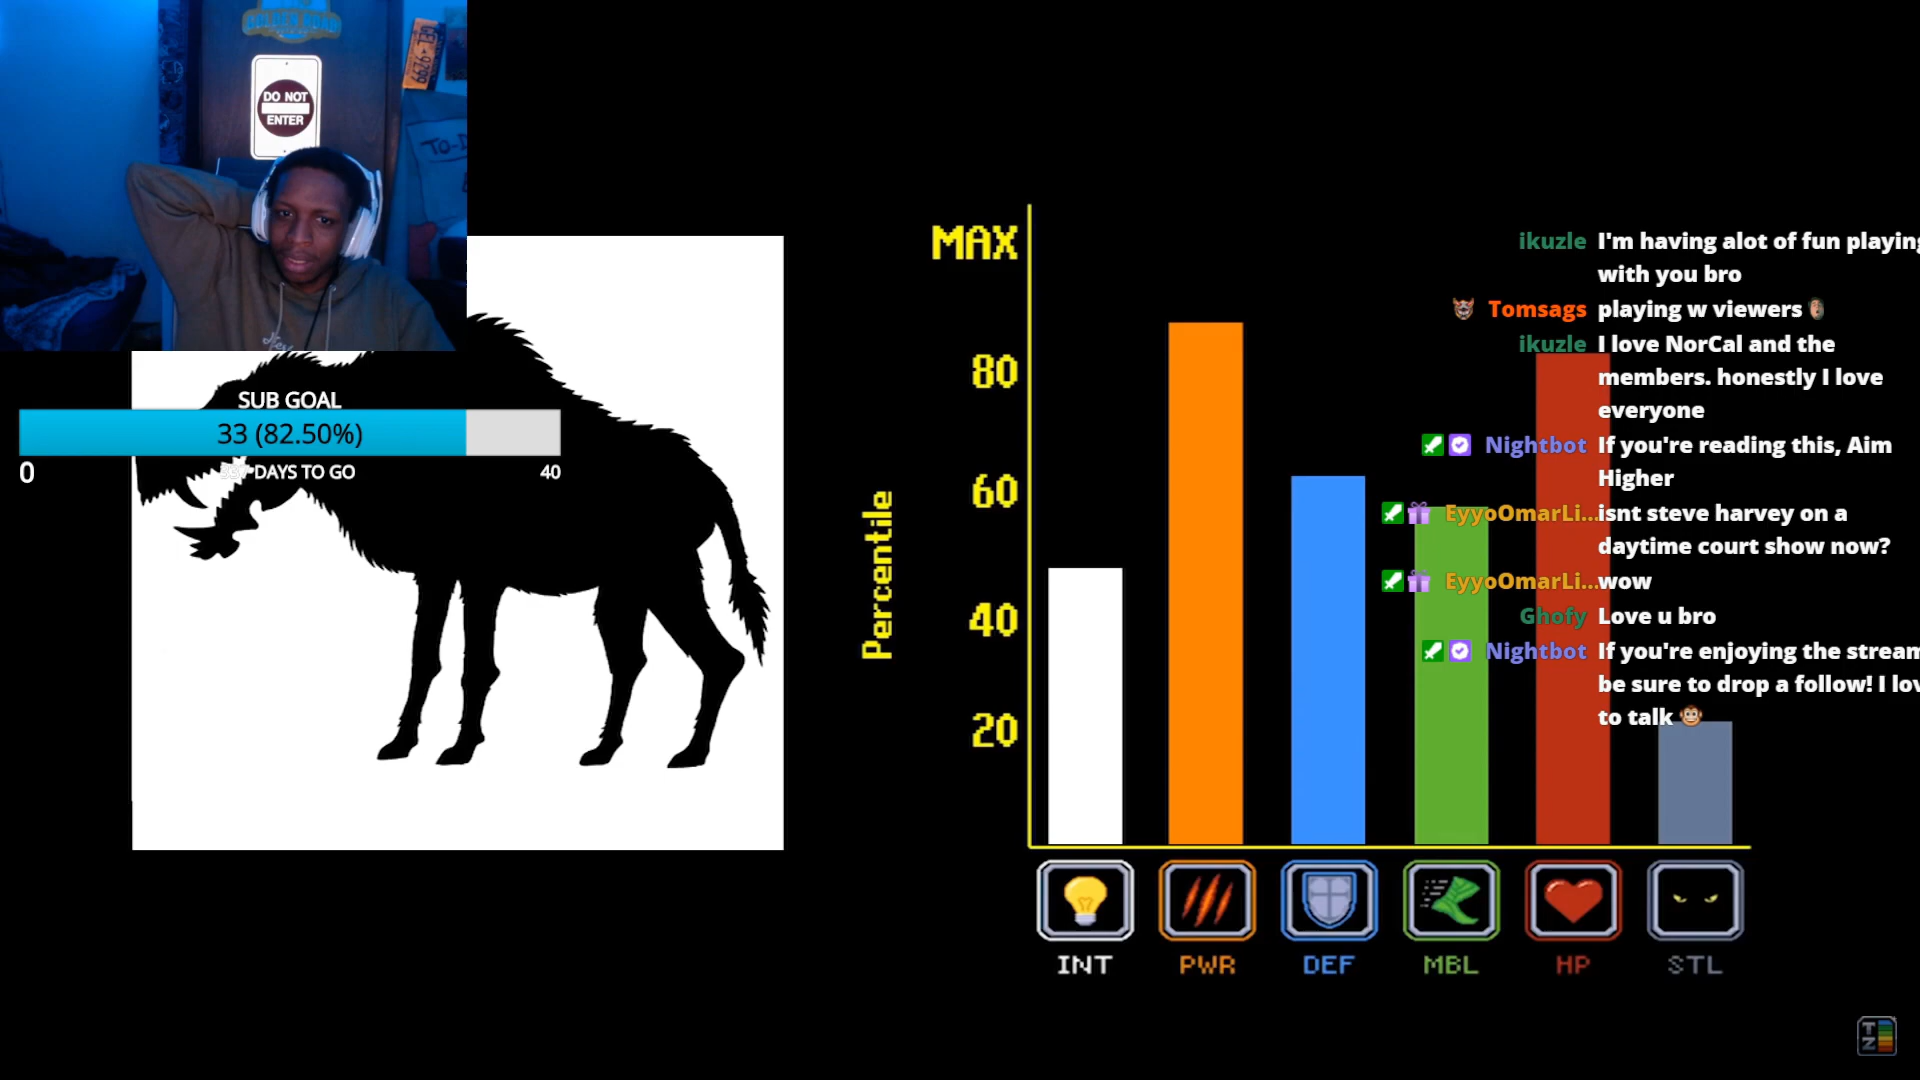 DO NOT
ENTER
TO-D
SUB GOAL
33 (82.50%)
0
DAYS TO GO
40
MAX
80
60
40
20
Percentile
INT
PWR
DEF
MBL
HP
STL
ikuzle I'm having alot of fun playing
with you bro
Tomsags playing w viewers
ikuzle I love NorCal and the
members. honestly I love
everyone
Nightbot If you're reading this, Aim
Higher
EyyoOmarLi... isnt steve harvey on a
daytime court show now?
EyyoOmarLi... wow
Ghofy Love u bro
Nightbot If you're enjoying the stream
be sure to drop a follow! I lov
to talk
TZ